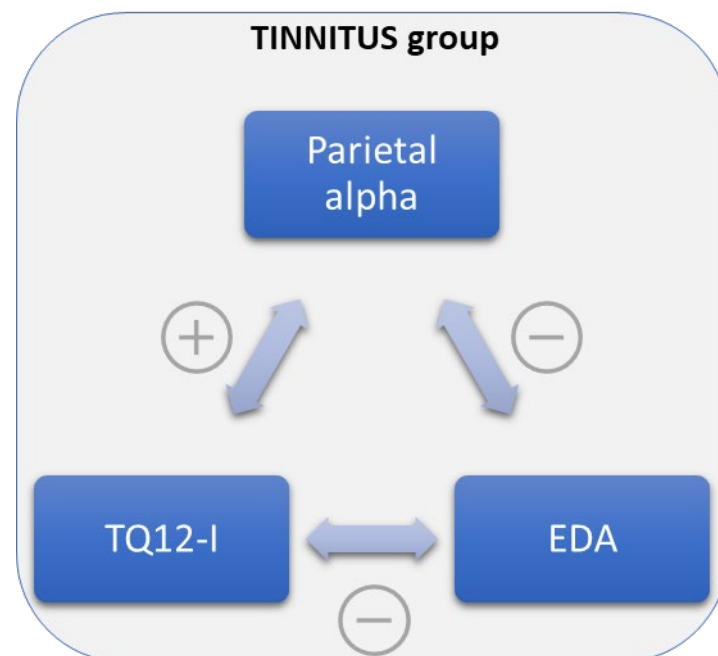 TINNITUS group
Parietal
alpha
+
−
TQ12-I
EDA
−